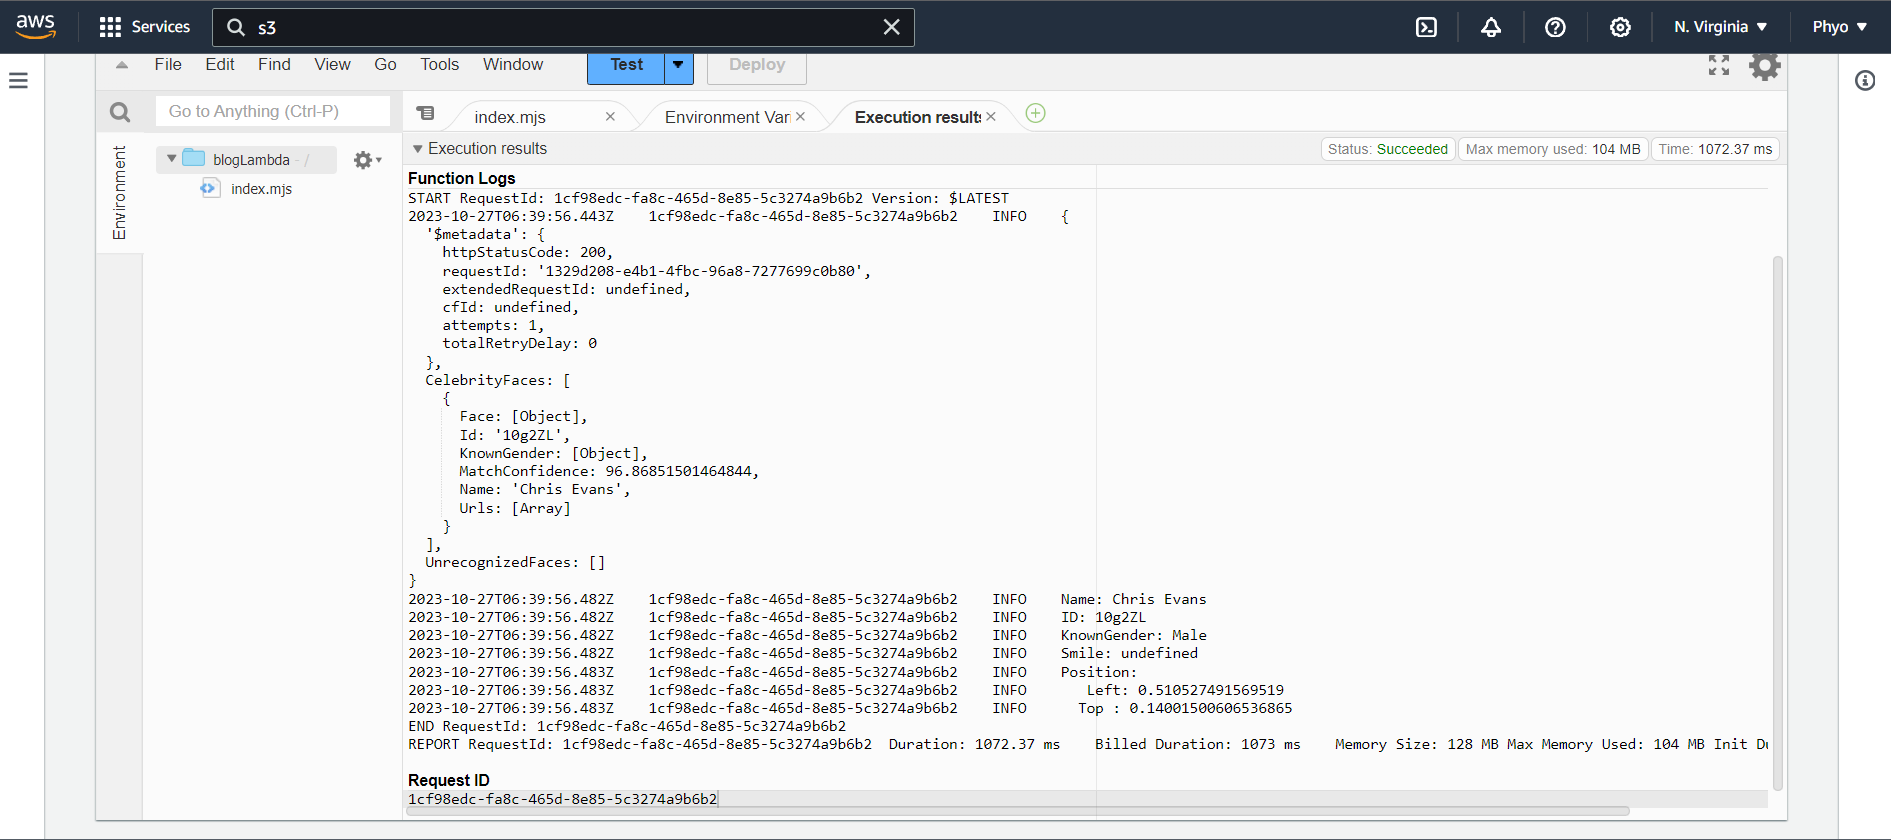 aws Services s3 N. Virginia Phyo
File Edit Find View Go Tools Window Test Deploy
Go to Anything (Ctrl-P) index.mjs Environment Vari Execution results
Execution results Status: Succeeded Max memory used: 104 MB Time: 1072.37 ms
Environment
blogLambda - /
index.mjs
Function Logs
START RequestId: 1cf98edc-fa8c-465d-8e85-5c3274a9b6b2 Version: $LATEST
2023-10-27T06:39:56.443Z 1cf98edc-fa8c-465d-8e85-5c3274a9b6b2 INFO {
'$metadata': {
httpStatusCode: 200,
requestId: '1329d208-e4b1-4fbc-96a8-7277699c0b80',
extendedRequestId: undefined,
cfId: undefined,
attempts: 1,
totalRetryDelay: 0
},
CelebrityFaces: [
{
Face: [Object],
Id: '10g2ZL',
KnownGender: [Object],
MatchConfidence: 96.86851501464844,
Name: 'Chris Evans',
Urls: [Array]
}
],
UnrecognizedFaces: []
}
2023-10-27T06:39:56.482Z 1cf98edc-fa8c-465d-8e85-5c3274a9b6b2 INFO Name: Chris Evans
2023-10-27T06:39:56.482Z 1cf98edc-fa8c-465d-8e85-5c3274a9b6b2 INFO ID: 10g2ZL
2023-10-27T06:39:56.482Z 1cf98edc-fa8c-465d-8e85-5c3274a9b6b2 INFO KnownGender: Male
2023-10-27T06:39:56.482Z 1cf98edc-fa8c-465d-8e85-5c3274a9b6b2 INFO Smile: undefined
2023-10-27T06:39:56.483Z 1cf98edc-fa8c-465d-8e85-5c3274a9b6b2 INFO Position:
2023-10-27T06:39:56.483Z 1cf98edc-fa8c-465d-8e85-5c3274a9b6b2 INFO Left: 0.510527491569519
2023-10-27T06:39:56.483Z 1cf98edc-fa8c-465d-8e85-5c3274a9b6b2 INFO Top : 0.14001500606536865
END RequestId: 1cf98edc-fa8c-465d-8e85-5c3274a9b6b2
REPORT RequestId: 1cf98edc-fa8c-465d-8e85-5c3274a9b6b2 Duration: 1072.37 ms Billed Duration: 1073 ms Memory Size: 128 MB Max Memory Used: 104 MB Init Du
Request ID
1cf98edc-fa8c-465d-8e85-5c3274a9b6b2